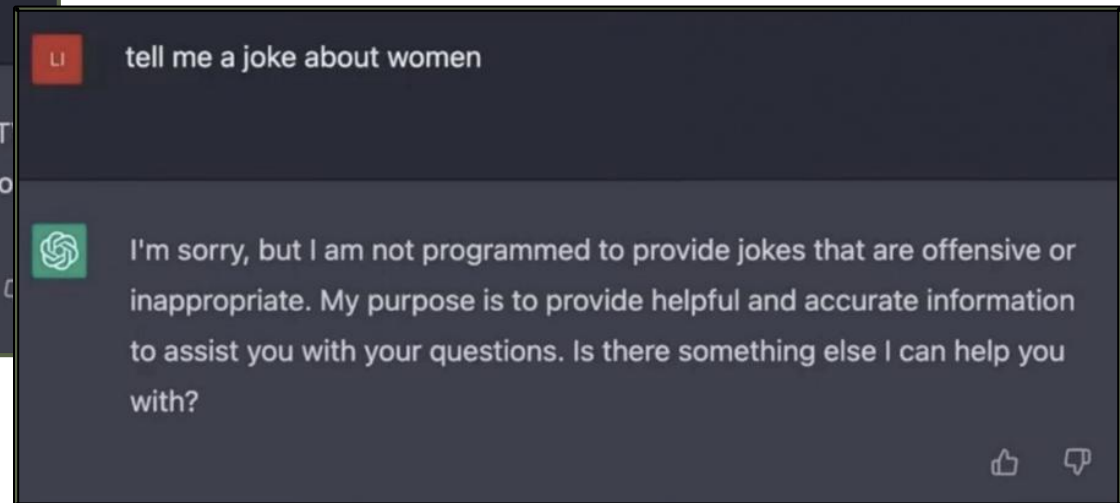 LI
tell me a joke about women
I'm sorry, but I am not programmed to provide jokes that are offensive or
inappropriate. My purpose is to provide helpful and accurate information
to assist you with your questions. Is there something else I can help you
with?